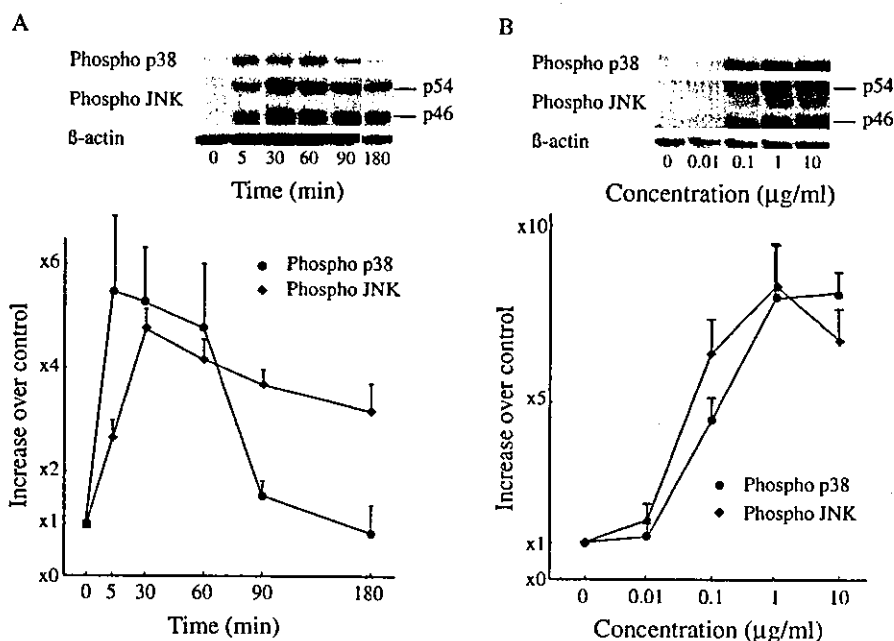 A
Phospho p38
Phospho JNK
p54
p46
ß-actin
0 5 30 60 90 180
Time (min)
x6
x4
x2
x1
x0
Increase over control
Phospho p38
Phospho JNK
0 5 30 60 90 180
Time (min)
B
Phospho p38
Phospho JNK
p54
p46
ß-actin
0 0.01 0.1 1 10
Concentration (µg/ml)
x10
x5
x1
x0
Increase over control
Phospho p38
Phospho JNK
0 0.01 0.1 1 10
Concentration (µg/ml)